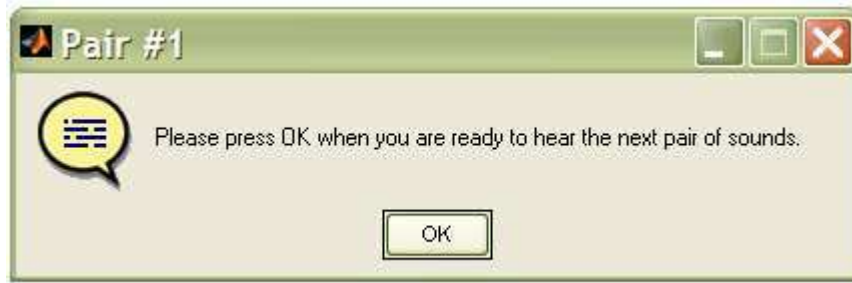 Pair #1
Please press OK when you are ready to hear the next pair of sounds.
OK